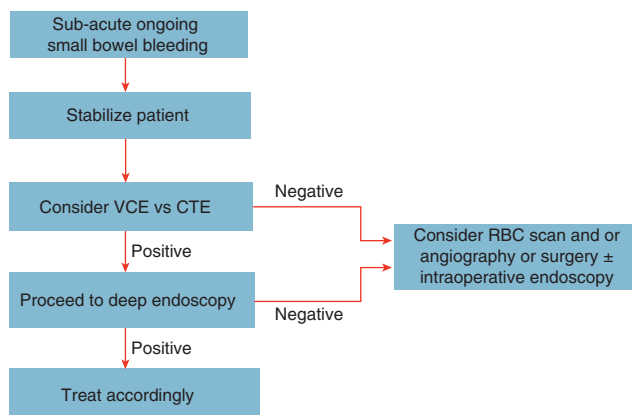 Sub-acute ongoing
small bowel bleeding
Stabilize patient
Negative
Consider VCE vs CTE
Consider RBC scan and or
angiography or surgery ±
intraoperative endoscopy
Positive
Proceed to deep endoscopy
Negative
Positive
Treat accordingly